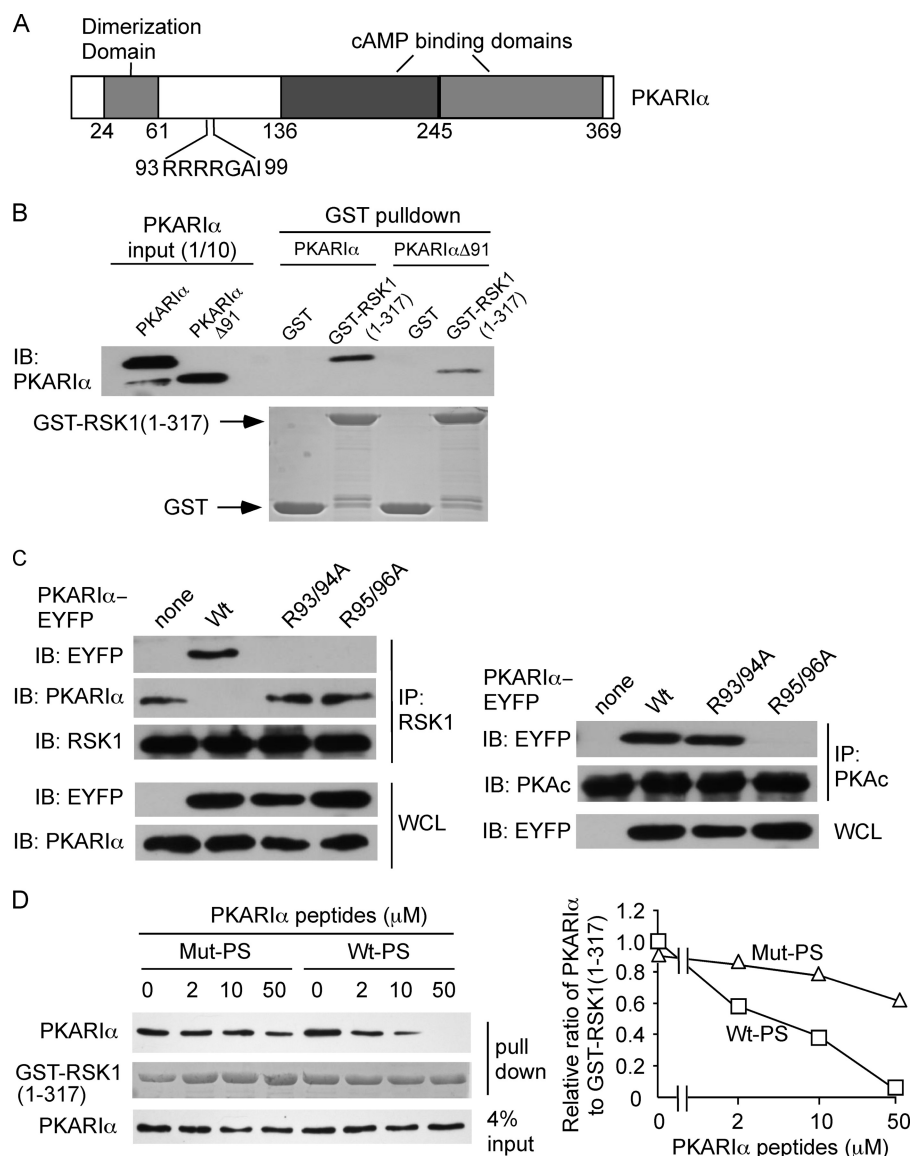 A
Dimerization
Domain
cAMP binding domains
PKARIα
24 61 136 245 369
93RRRRGAI99
B
PKARIα
input (1/10)
GST pulldown
PKARIα PKARIαΔ91
PKARIα
PKARIα
Δ91
GST
GST-RSK1
(1-317)
GST
GST-RSK1
(1-317)
IB:
PKARIα
GST-RSK1(1-317)
GST
C
PKARIα–
EYFP
none Wt R93/94A R95/96A
IB: EYFP
IB: PKARIα
IB: RSK1
IP:
RSK1
IB: EYFP
IB: PKARIα
WCL
PKARIα–
EYFP
none Wt R93/94A R95/96A
IB: EYFP
IB: PKAc
IP:
PKAc
IB: EYFP
WCL
D
PKARIα peptides (μM)
Mut-PS Wt-PS
0 2 10 50 0 2 10 50
PKARIα
GST-RSK1
(1-317)
pull
down
PKARIα
4%
input
Relative ratio of PKARIα
to GST-RSK1(1-317)
1.2
1.0
0.8
0.6
0.4
0.2
0
Mut-PS
Wt-PS
0 2 10 50
PKARIα peptides (μM)